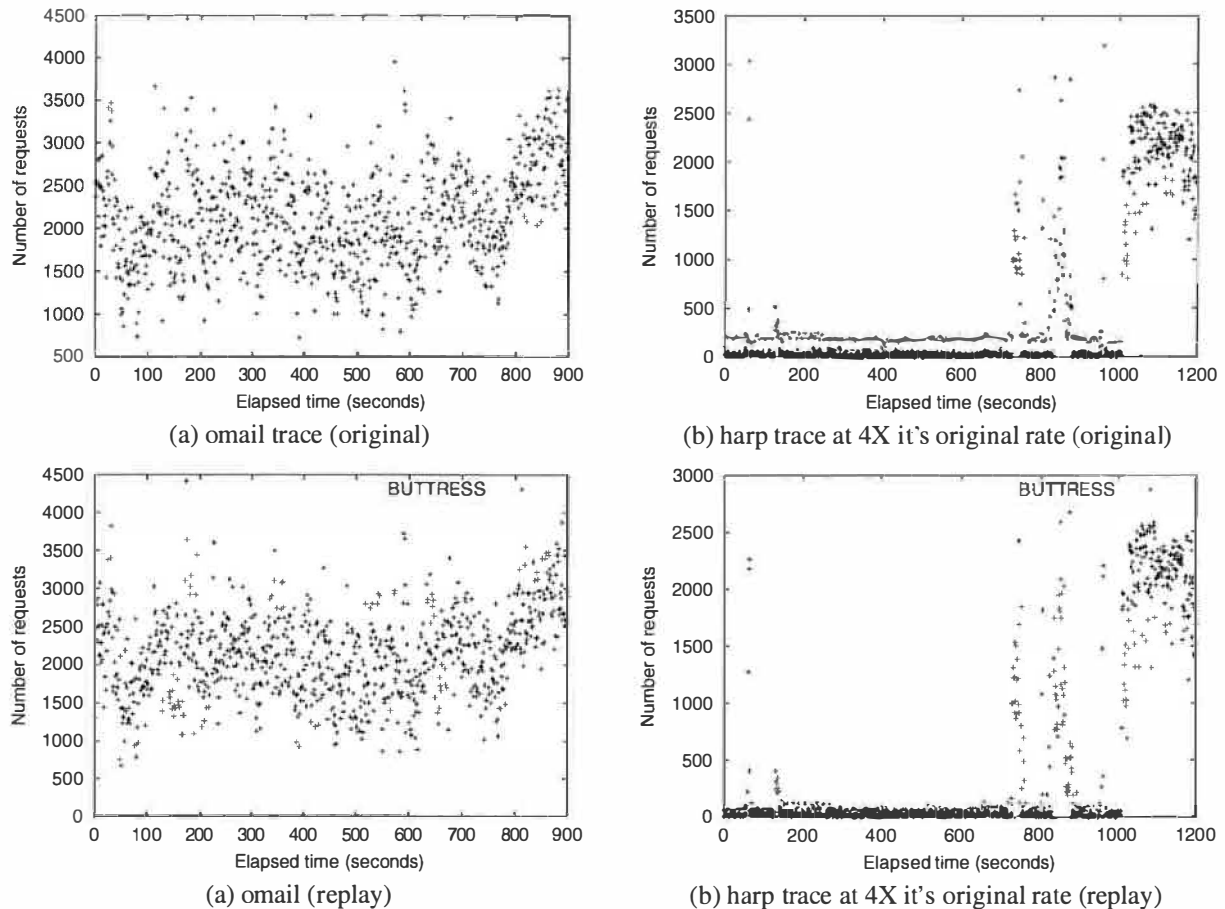 4500
4000
3500
3000
2500
2000
1500
1000
500
0 100 200 300 400 500 600 700 800 900
Number of requests
Elapsed time (seconds)
(a) omail trace (original)
3500
3000
2500
2000
1500
1000
500
0
0 200 400 600 800 1000 1200
Number of requests
Elapsed time (seconds)
(b) harp trace at 4X it's original rate (original)
4500
4000
3500
3000
2500
2000
1500
1000
500
0
0 100 200 300 400 500 600 700 800 900
Number of requests
BUTTRESS
Elapsed time (seconds)
(a) omail (replay)
3000
2500
2000
1500
1000
500
0
0 200 400 600 800 1000 1200
Number of requests
BUTTRESS
Elapsed time (seconds)
(b) harp trace at 4X it's original rate (replay)